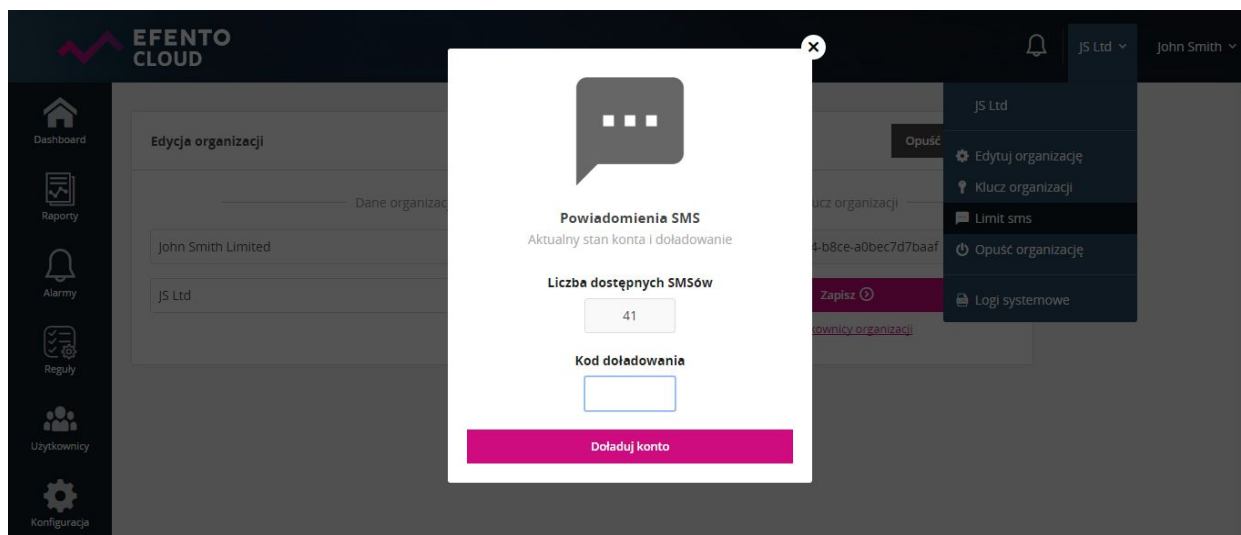 EFENTO
CLOUD
JS Ltd
John Smith
Dashboard
Raporty
Alarmy
Reguły
Użytkownicy
Konfiguracja
Edycja organizacji
Opuść
Dane organizac
ucz organizacji
John Smith Limited
4-b8ce-a0bec7d7baaf
JS Ltd
Zapisz
kownicy organizacji
Powiadomienia SMS
Aktualny stan konta i doładowanie
Liczba dostępnych SMSów
41
Kod doładowania
Doładuj konto
JS Ltd
Edytuj organizację
Klucz organizacji
Limit sms
Opuść organizację
Logi systemowe